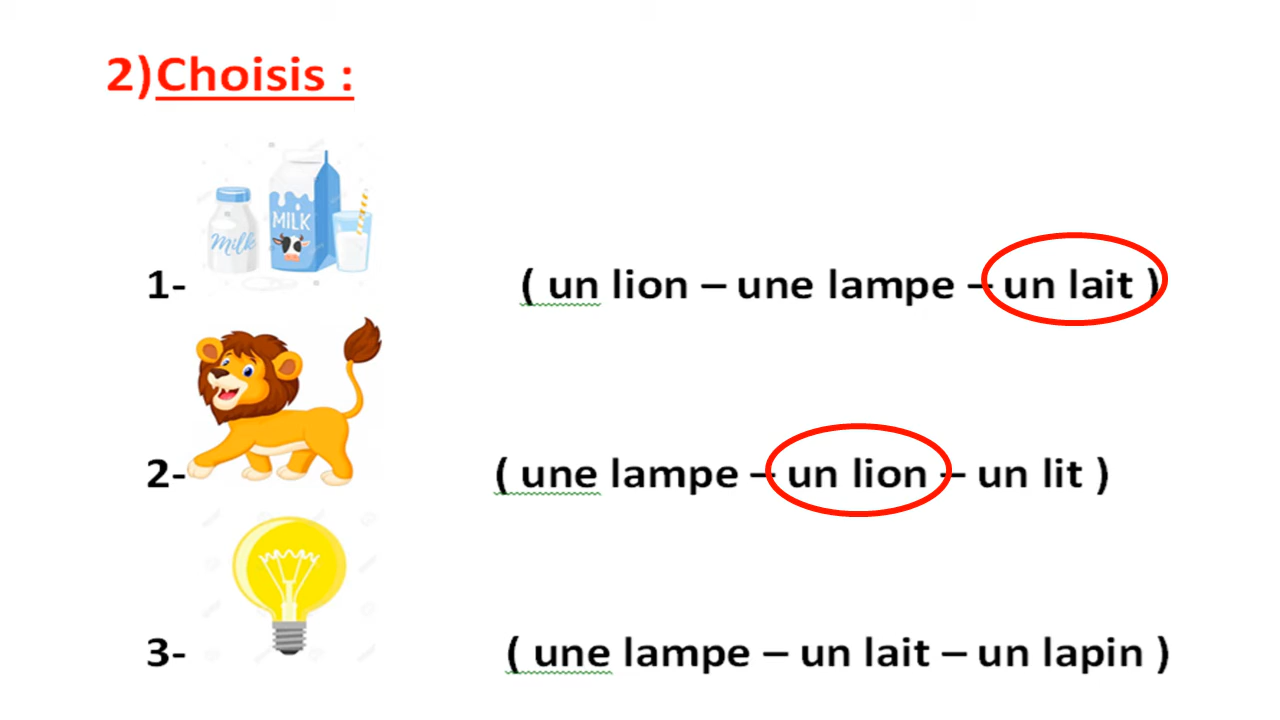 2)Choisis :
MILK
Milk
1- ( un lion – une lampe – un lait )
2- ( une lampe – un lion – un lit )
3- ( une lampe – un lait – un lapin )